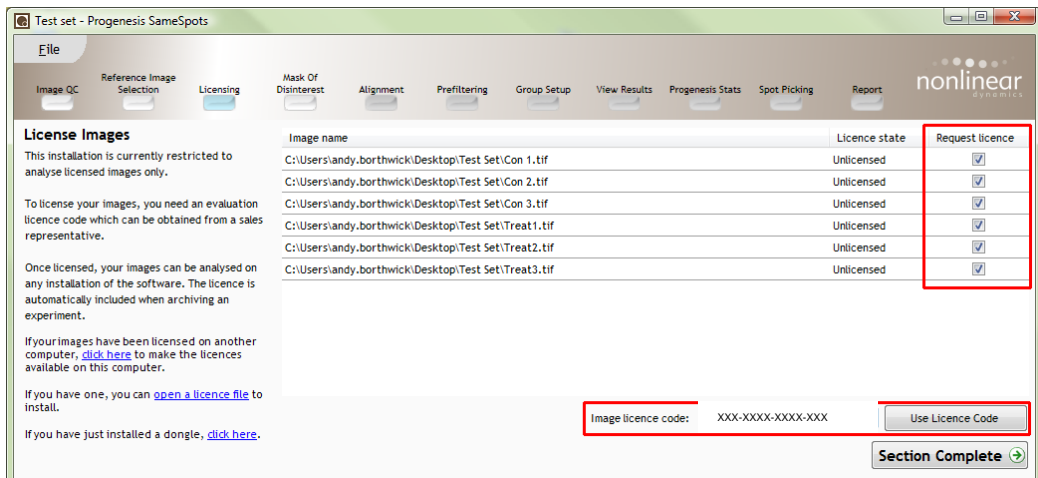 Test set - Progenesis SameSpots
File
Image QC
Reference Image Selection
Licensing
Mask Of Disinterest
Alignment
Prefiltering
Group Setup
View Results
Progenesis Stats
Spot Picking
Report
nonlinear
dynamics
License Images
This installation is currently restricted to
analyse licensed images only.
To license your images, you need an evaluation
licence code which can be obtained from a sales
representative.
Once licensed, your images can be analysed on
any installation of the software. The licence is
automatically included when archiving an
experiment.
If your images have been licensed on another
computer, click here to make the licences
available on this computer.
If you have one, you can open a licence file to
install.
If you have just installed a dongle, click here.
Image name Licence state Request licence
C:\Users\andy.borthwick\Desktop\Test Set\Con 1.tif Unlicensed
C:\Users\andy.borthwick\Desktop\Test Set\Con 2.tif Unlicensed
C:\Users\andy.borthwick\Desktop\Test Set\Con 3.tif Unlicensed
C:\Users\andy.borthwick\Desktop\Test Set\Treat1.tif Unlicensed
C:\Users\andy.borthwick\Desktop\Test Set\Treat2.tif Unlicensed
C:\Users\andy.borthwick\Desktop\Test Set\Treat3.tif Unlicensed
Image licence code: XXX-XXXX-XXXX-XXX Use Licence Code
Section Complete